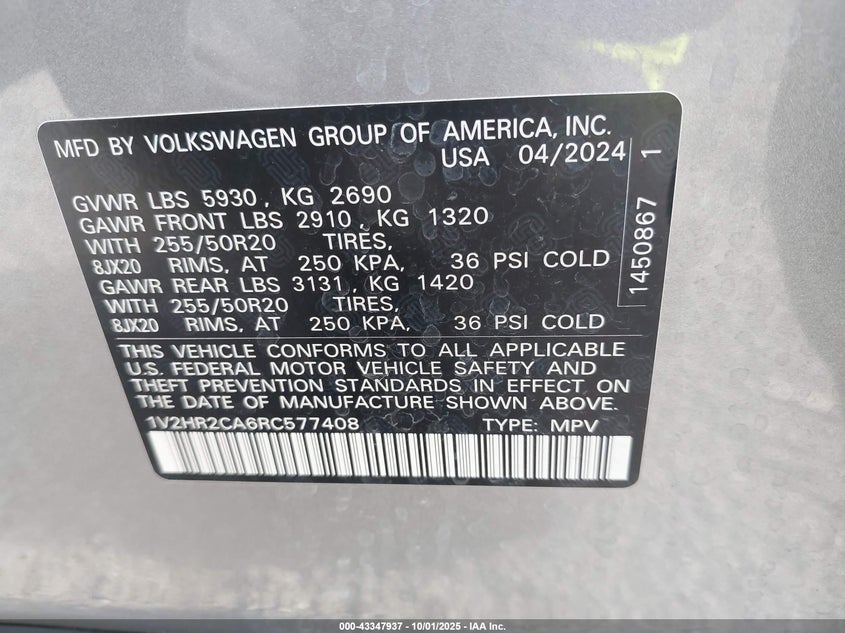 MFD BY VOLKSWAGEN GROUP OF AMERICA, INC.
USA 04/2024
GVWR LBS 5930, KG 2690
GAWR FRONT LBS 2910, KG 1320
WITH 255/50R20 TIRES,
8JX20 RIMS, AT 250 KPA, 36 PSI COLD
GAWR REAR LBS 3131, KG 1420
WITH 255/50R20 TIRES,
8JX20 RIMS, AT 250 KPA, 36 PSI COLD
THIS VEHICLE CONFORMS TO ALL APPLICABLE
U.S. FEDERAL MOTOR VEHICLE SAFETY AND
THEFT PREVENTION STANDARDS IN EFFECT ON
THE DATE OF MANUFACTURE SHOWN ABOVE.
1V2HR2CA6RC577408 TYPE: MPV
1450867 1
000-43347937 - 10/01/2025 - IAA Inc.